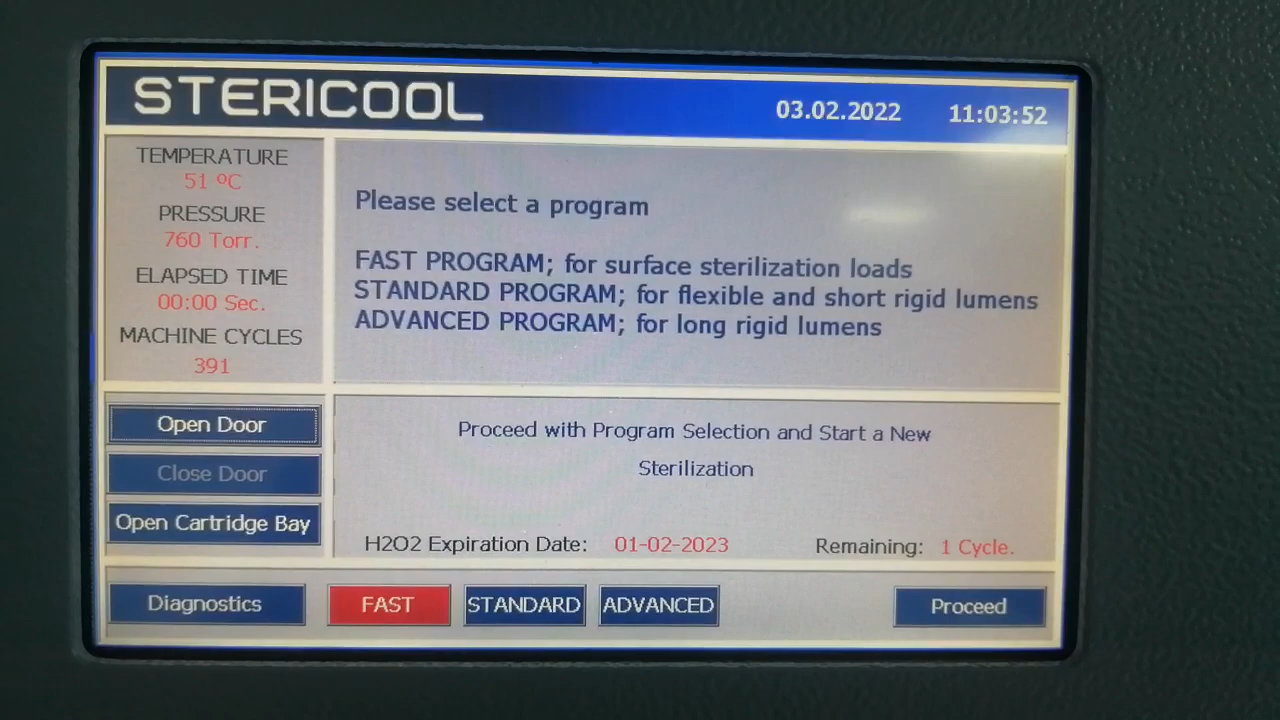 STERICOOL
03.02.2022 11:03:52
TEMPERATURE
51 ºC
PRESSURE
760 Torr.
ELAPSED TIME
00:00 Sec.
MACHINE CYCLES
391
Please select a program
FAST PROGRAM; for surface sterilization loads
STANDARD PROGRAM; for flexible and short rigid lumens
ADVANCED PROGRAM; for long rigid lumens
Open Door
Close Door
Open Cartridge Bay
Proceed with Program Selection and Start a New
Sterilization
H2O2 Expiration Date: 01-02-2023 Remaining: 1 Cycle.
Diagnostics FAST STANDARD ADVANCED Proceed